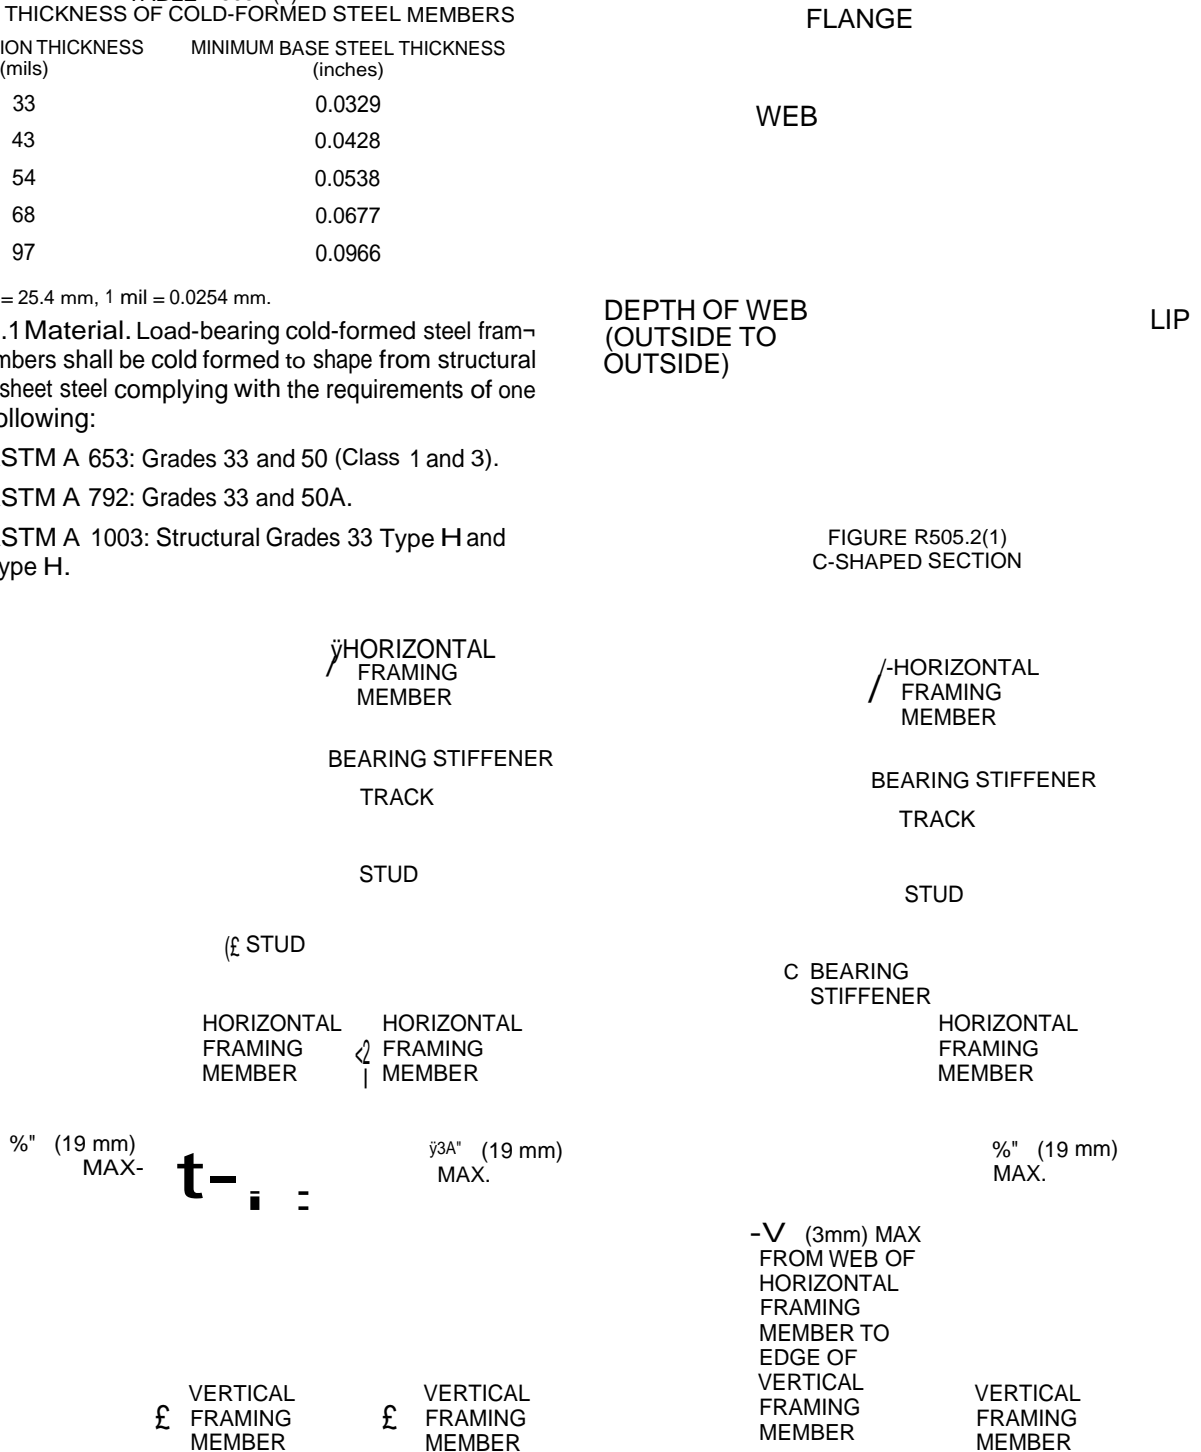 THICKNESS OF COLD-FORMED STEEL MEMBERS
ION THICKNESS
(mils)
MINIMUM BASE STEEL THICKNESS
(inches)
33 0.0329
43 0.0428
54 0.0538
68 0.0677
97 0.0966
= 25.4 mm, 1 mil = 0.0254 mm.
.1 Material. Load-bearing cold-formed steel fram¬
mbers shall be cold formed to shape from structural
sheet steel complying with the requirements of one
ollowing:
STM A 653: Grades 33 and 50 (Class 1 and 3).
STM A 792: Grades 33 and 50A.
STM A 1003: Structural Grades 33 Type H and
ype H.
FLANGE
WEB
DEPTH OF WEB
(OUTSIDE TO
OUTSIDE)
LIP
FIGURE R505.2(1)
C-SHAPED SECTION
ÿHORIZONTAL
/ FRAMING
MEMBER
BEARING STIFFENER
TRACK
STUD
(£ STUD
HORIZONTAL
FRAMING
MEMBER
HORIZONTAL
<2 FRAMING
| MEMBER
%" (19 mm)
MAX-
t-
ÿ3A" (19 mm)
MAX.
£ VERTICAL
FRAMING
MEMBER
£ VERTICAL
FRAMING
MEMBER
/-HORIZONTAL
/ FRAMING
MEMBER
BEARING STIFFENER
TRACK
STUD
C BEARING
STIFFENER
HORIZONTAL
FRAMING
MEMBER
%" (19 mm)
MAX.
-V (3mm) MAX
FROM WEB OF
HORIZONTAL
FRAMING
MEMBER TO
EDGE OF
VERTICAL
FRAMING
MEMBER
VERTICAL
FRAMING
MEMBER